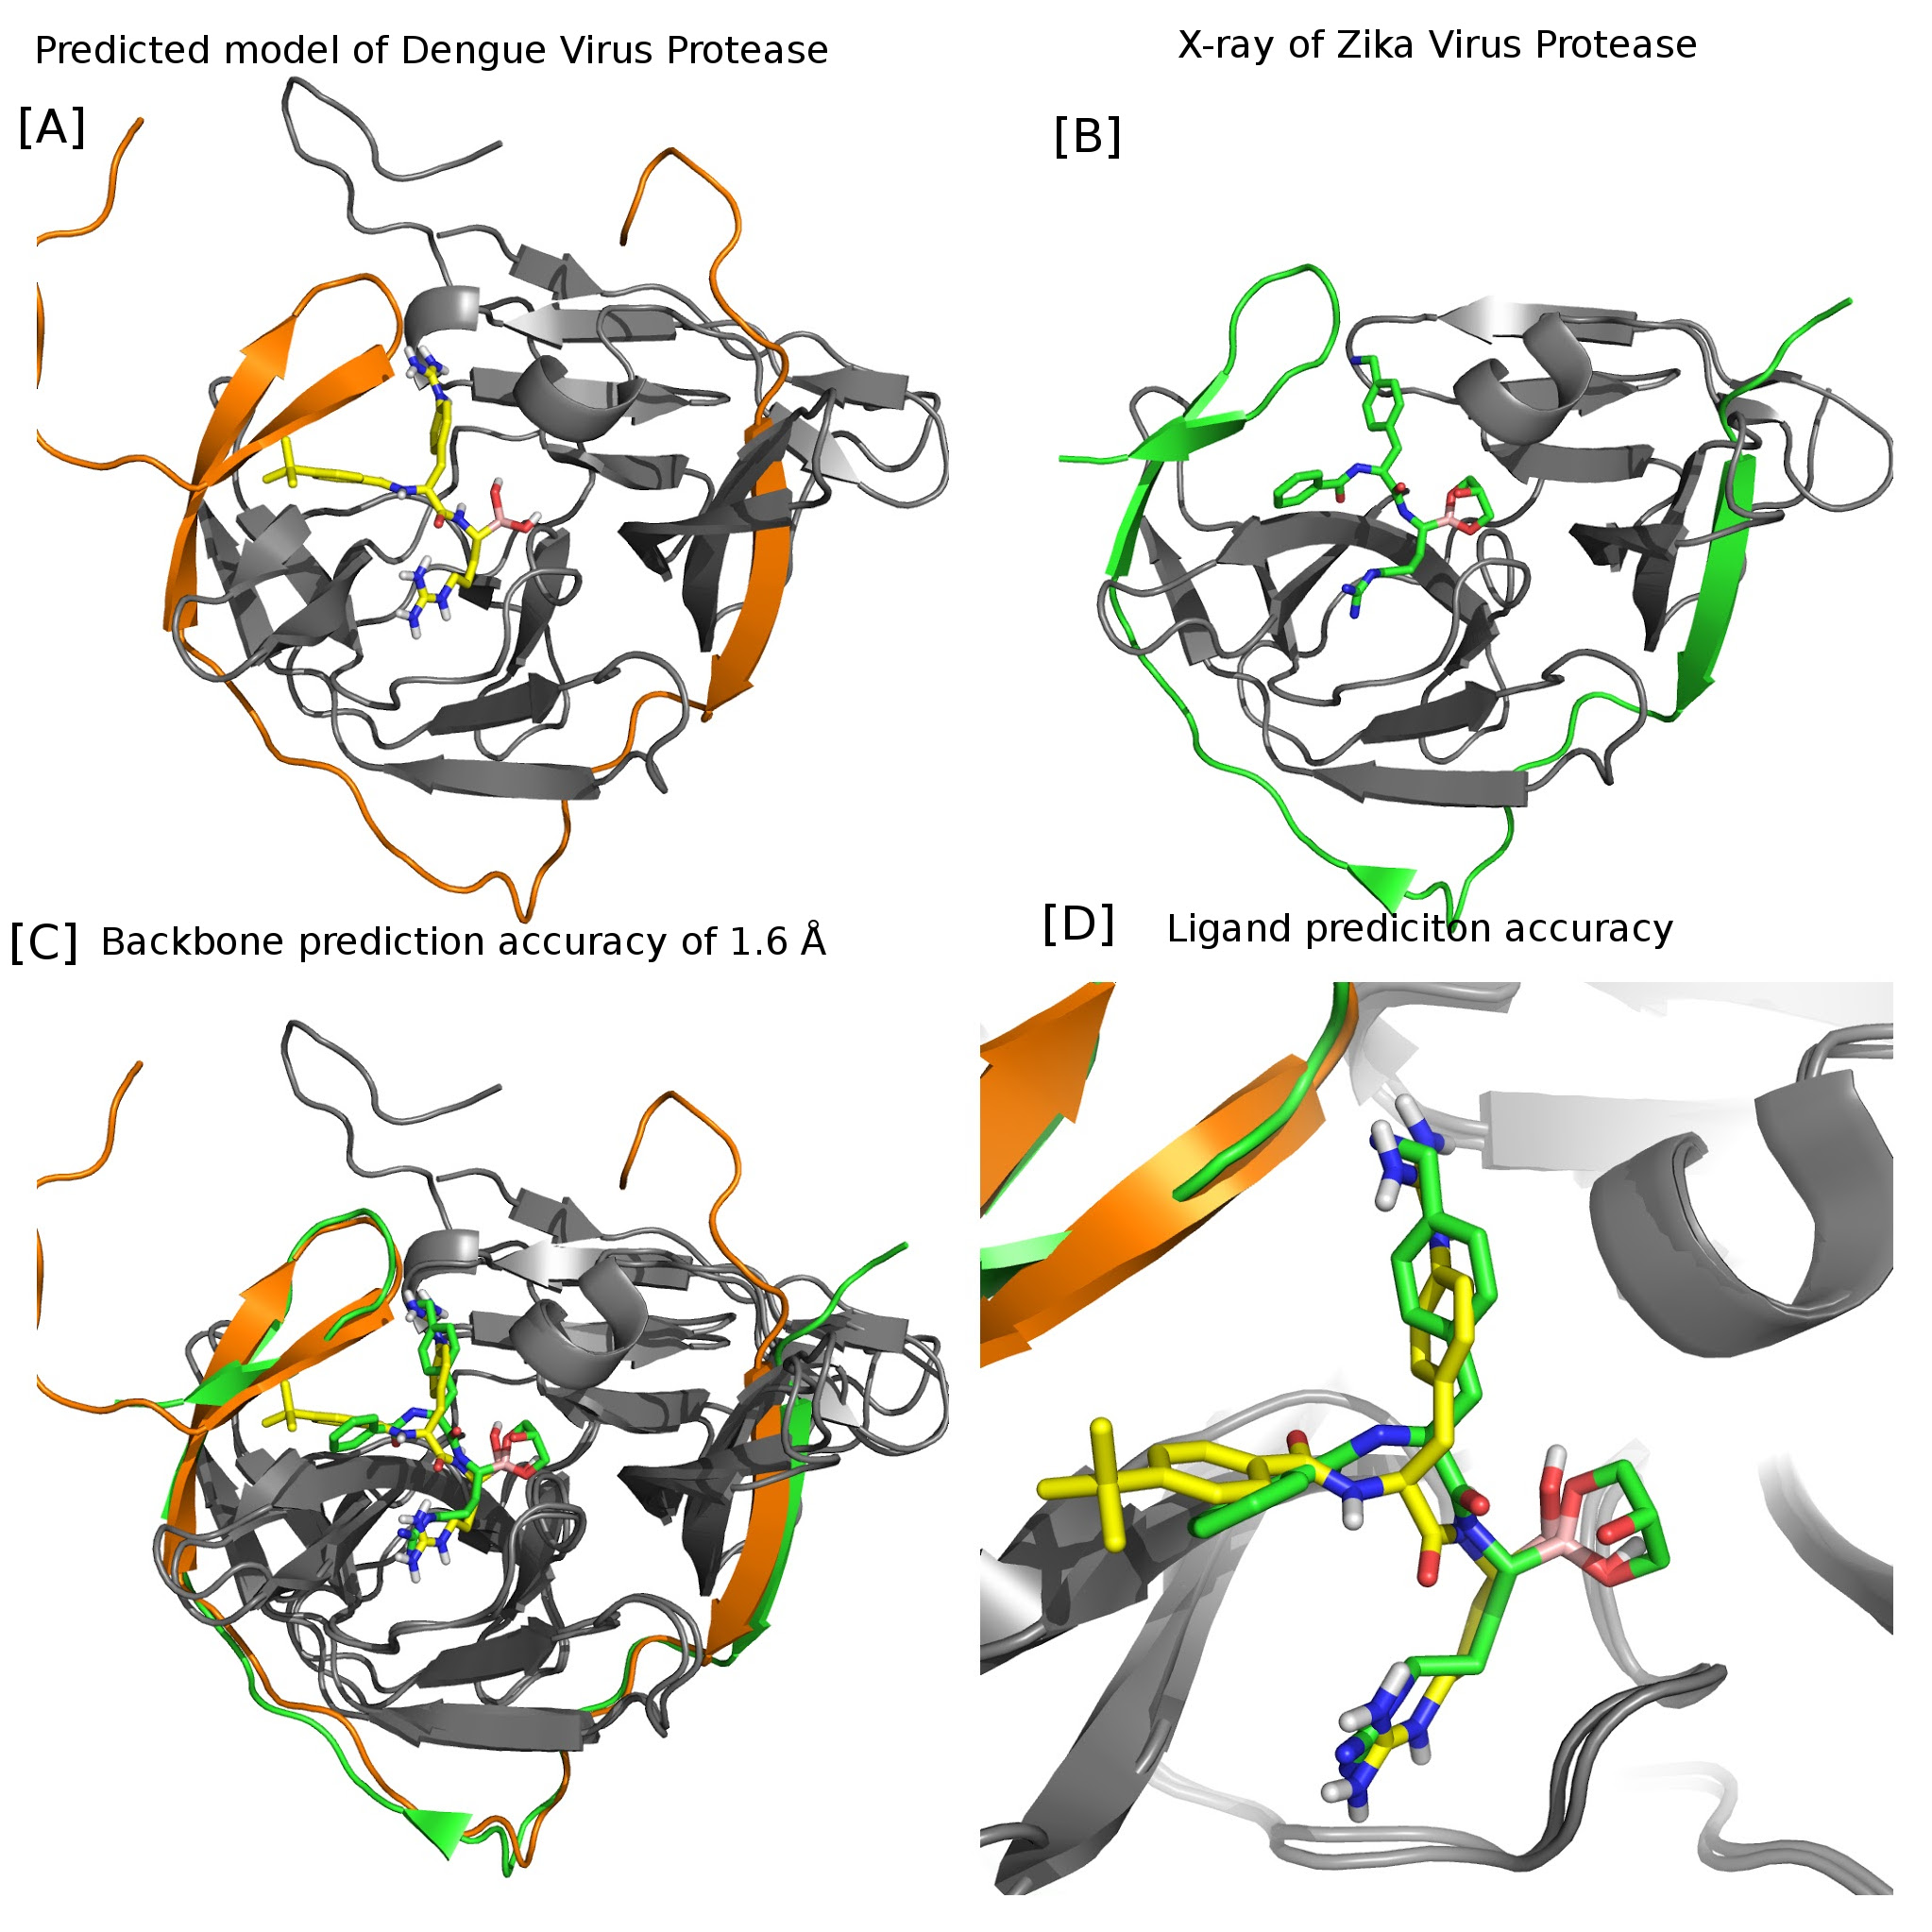 Predicted model of Dengue Virus Protease
X-ray of Zika Virus Protease
[A]
[B]
[C] Backbone prediction accuracy of 1.6 Å
[D] Ligand prediciton accuracy